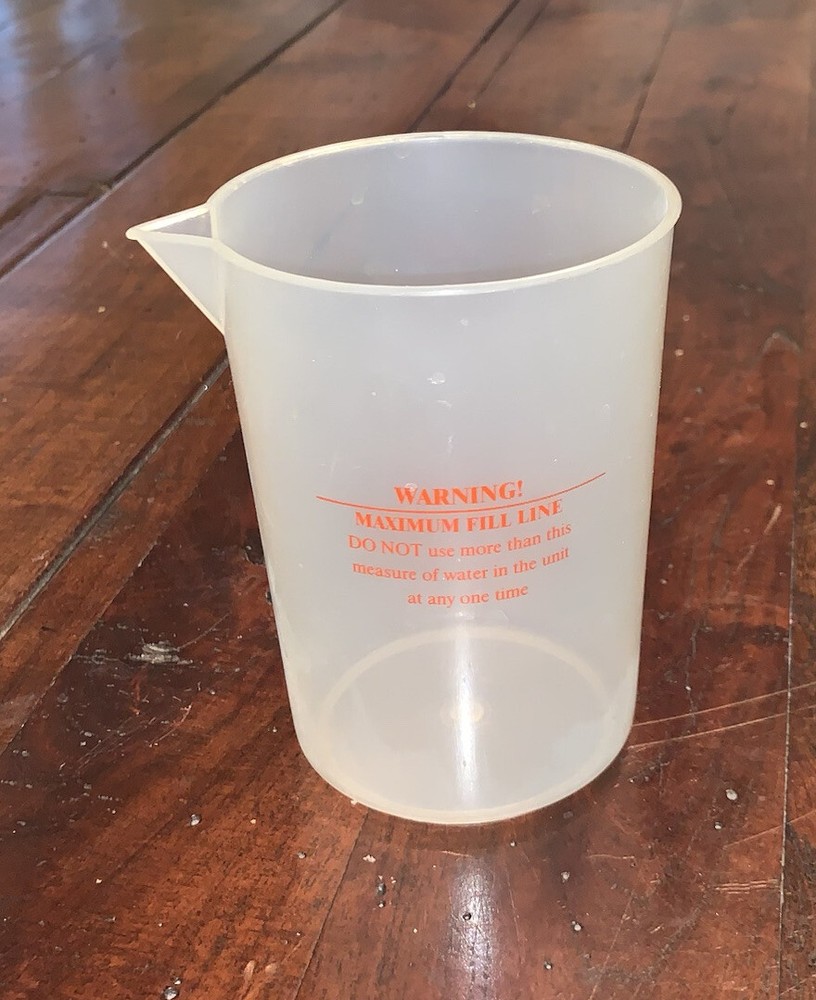 WARNING!
MAXIMUM FILL LINE
DO NOT use more than this
measure of water in the unit
at any one time